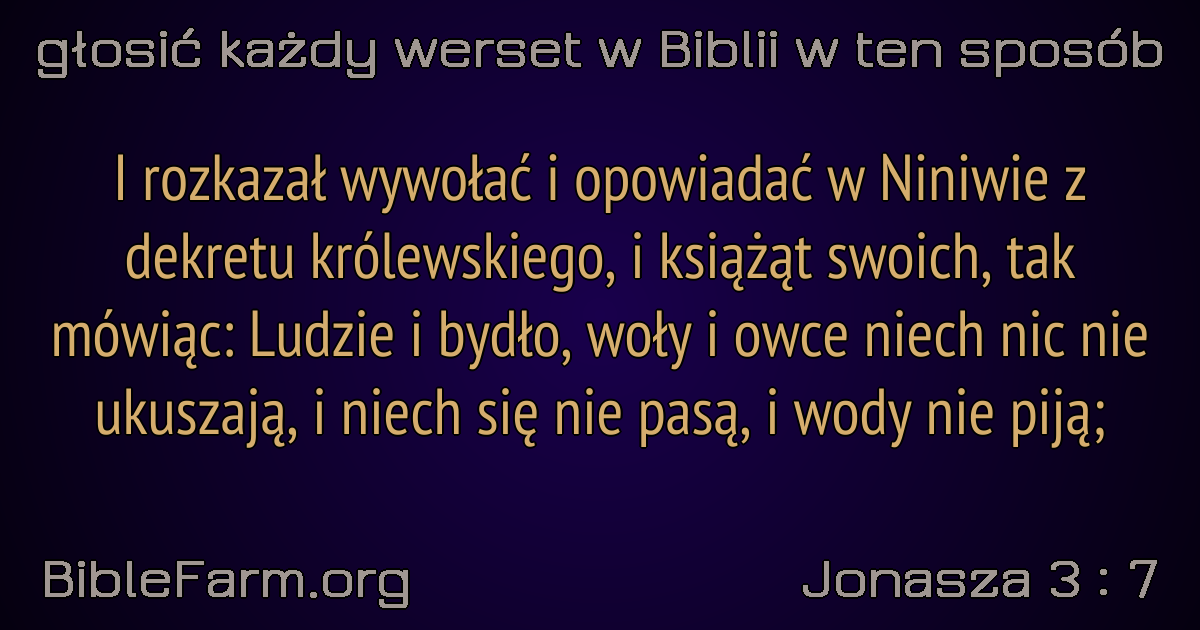 głosić każdy werset w Biblii w ten sposób
I rozkazał wywołać i opowiadać w Niniwie z
dekretu królewskiego, i książąt swoich, tak
mówiąc: Ludzie i bydło, woły i owce niech nic nie
ukuszają, i niech się nie pasą, i wody nie piją;
BibleFarm.org
Jonasza 3 : 7